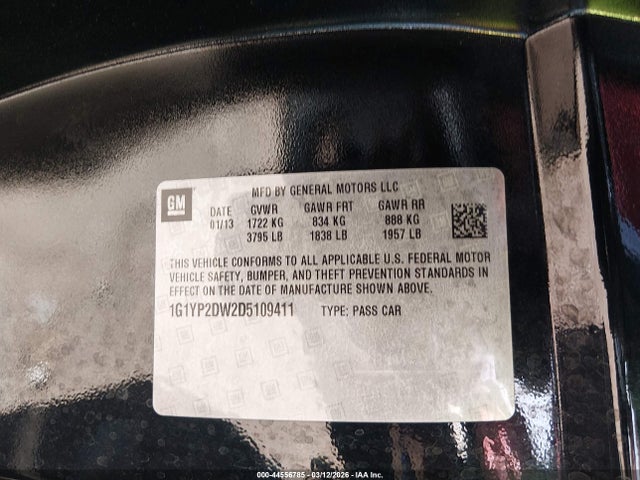 MFD BY GENERAL MOTORS LLC
GM
DATE GVWR GAWR FRT GAWR RR
01/13 1722 KG 834 KG 888 KG
3795 LB 1838 LB 1957 LB
THIS VEHICLE CONFORMS TO ALL APPLICABLE U.S. FEDERAL MOTOR
VEHICLE SAFETY, BUMPER, AND THEFT PREVENTION STANDARDS IN
EFFECT ON THE DATE OF MANUFACTURE SHOWN ABOVE.
1G1YP2DW2D5109411 TYPE: PASS CAR
000-44556785 - 03/12/2026 - IAA Inc.